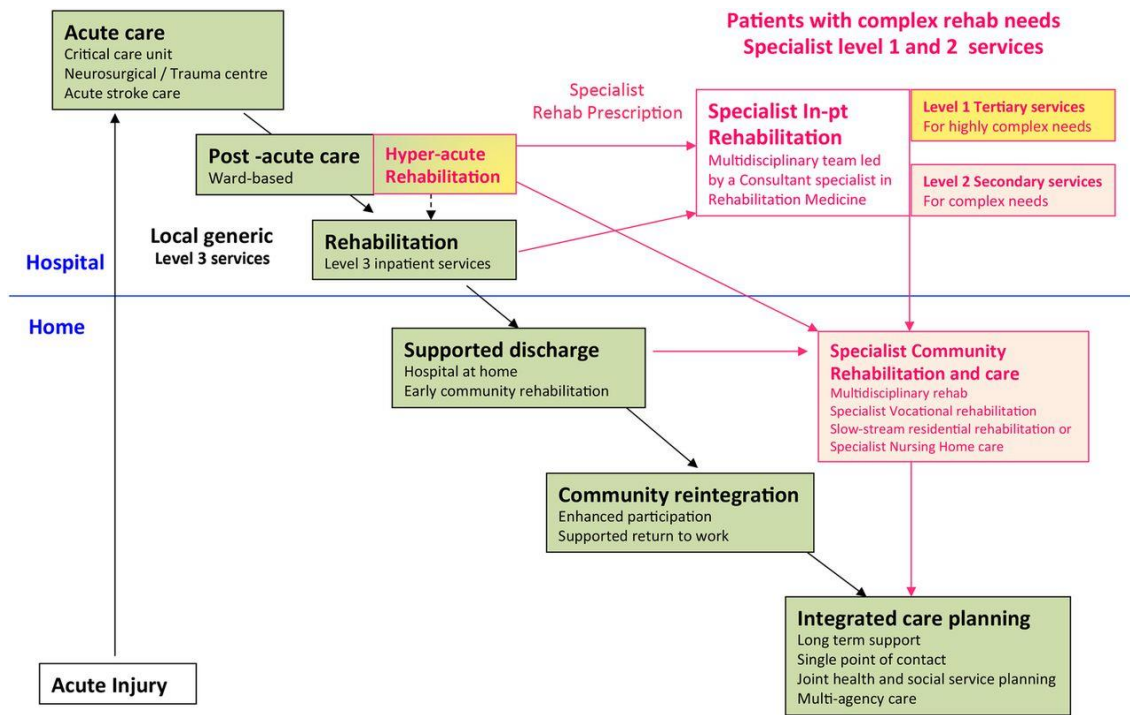 Acute care
Critical care unit
Neurosurgical / Trauma centre
Acute stroke care
Patients with complex rehab needs
Specialist level 1 and 2 services
Specialist
Rehab Prescription
Specialist In-pt
Rehabilitation
Multidisciplinary team led
by a Consultant specialist in
Rehabilitation Medicine
Level 1 Tertiary services
For highly complex needs
Level 2 Secondary services
For complex needs
Post -acute care
Ward-based
Hyper-acute
Rehabilitation
Local generic
Level 3 services
Rehabilitation
Level 3 inpatient services
Hospital
Home
Supported discharge
Hospital at home
Early community rehabilitation
Specialist Community
Rehabilitation and care
Multidisciplinary rehab
Specialist Vocational rehabilitation
Slow-stream residential rehabilitation or
Specialist Nursing Home care
Community reintegration
Enhanced participation
Supported return to work
Integrated care planning
Long term support
Single point of contact
Joint health and social service planning
Multi-agency care
Acute Injury